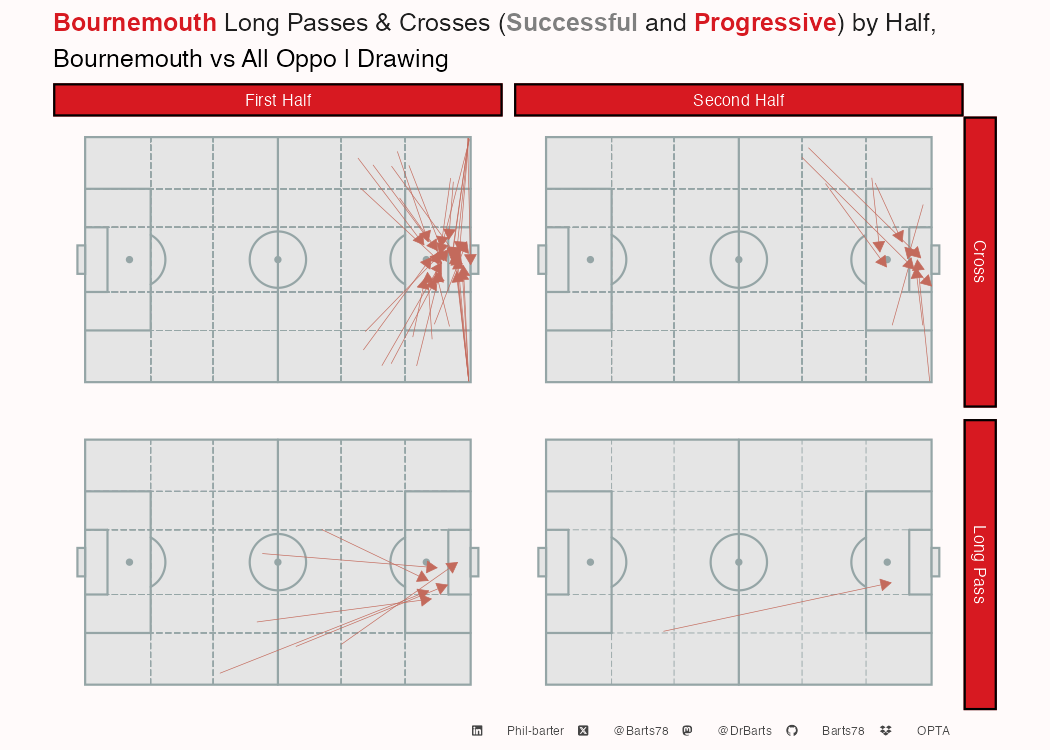 Bournemouth Long Passes & Crosses (Successful and Progressive) by Half,
Bournemouth vs All Oppo | Drawing
First Half
Second Half
Cross
Long Pass
Phil-barter @Barts78 @DrBarts Barts78 OPTA